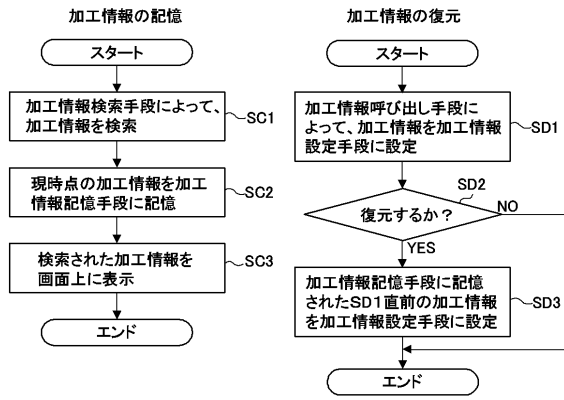 加工情報の記憶
スタート
加工情報検索手段によって、
加工情報を検索
SC1
現時点の加工情報を加工
情報記憶手段に記憶
SC2
検索された加工情報を
画面上に表示
SC3
エンド
加工情報の復元
スタート
加工情報呼び出し手段に
よって、加工情報を加工情報
設定手段に設定
SD1
SD2
復元するか？
NO
YES
加工情報記憶手段に記憶
されたSD1直前の加工情報
を加工情報設定手段に設定
SD3
エンド